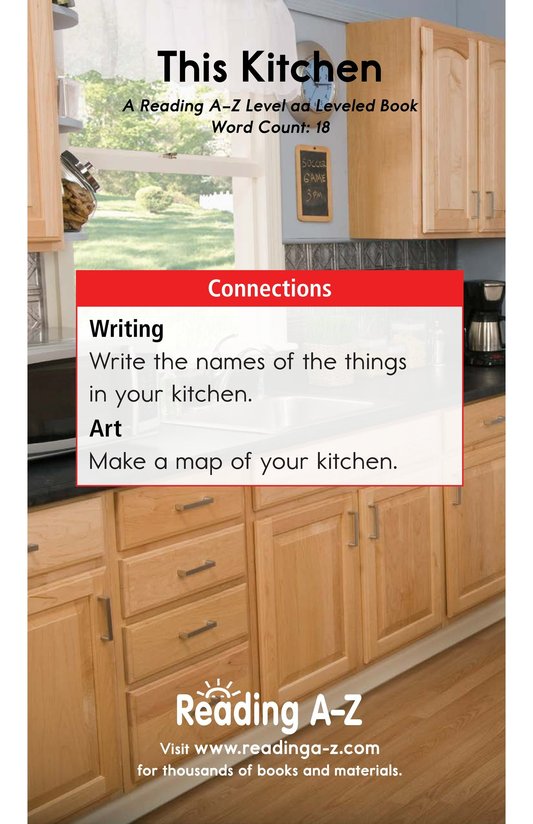 This Kitchen
A Reading A–Z Level aa Leveled Book
Word Count: 18
SOCCER
GAME
3PM
Connections
Writing
Write the names of the things
in your kitchen.
Art
Make a map of your kitchen.
Reading A–Z
Visit www.readinga-z.com
for thousands of books and materials.